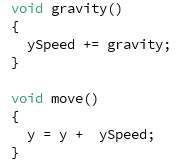 void gravity()
{
  ySpeed += gravity;
}

void move()
{
  y = y +  ySpeed;
}